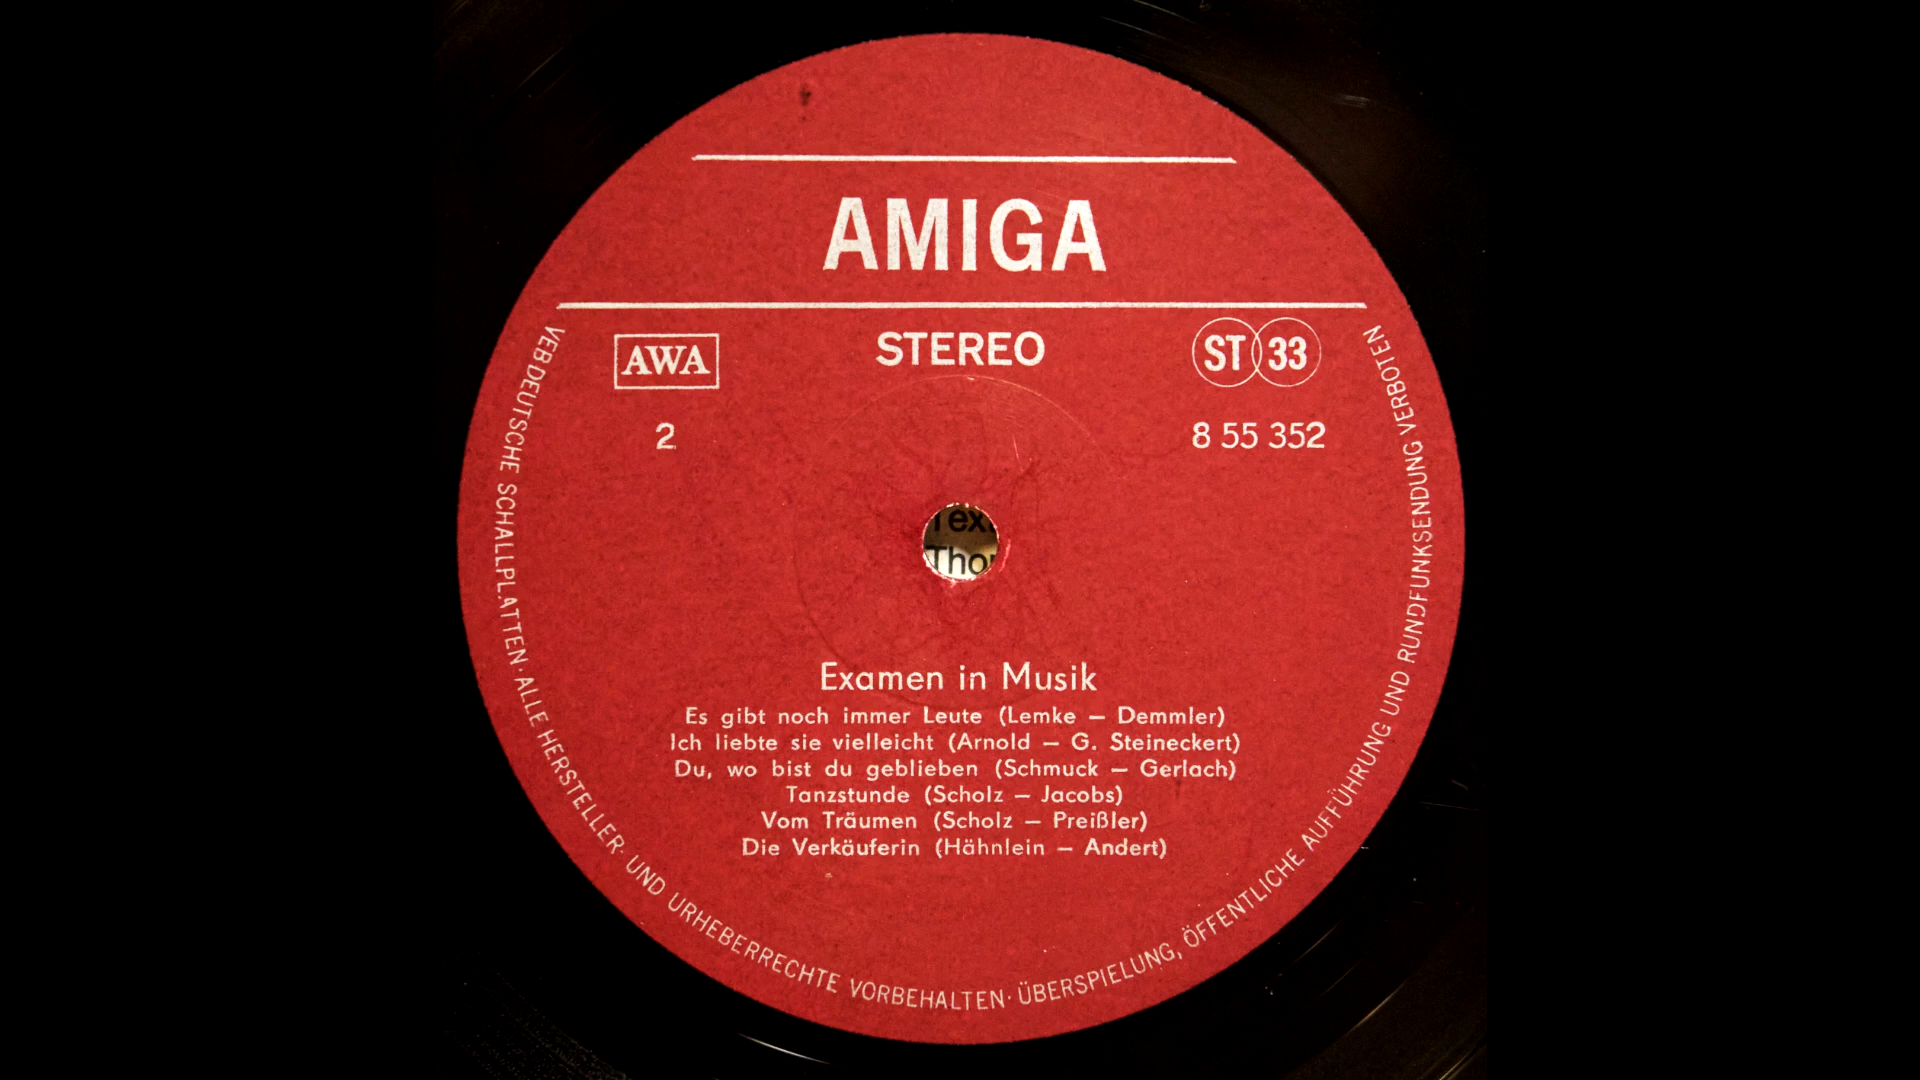 AMIGA
AWA
STEREO
ST 33
2
8 55 352
Tex
Tho
Examen in Musik
Es gibt noch immer Leute (Lemke – Demmler)
Ich liebte sie vielleicht (Arnold – G. Steineckert)
Du, wo bist du geblieben (Schmuck – Gerlach)
Tanzstunde (Scholz – Jacobs)
Vom Träumen (Scholz – Preißler)
Die Verkäuferin (Hähnlein – Andert)
VEB DEUTSCHE SCHALLPLATTEN · ALLE HERSTELLER- UND URHEBERRECHTE VORBEHALTEN · ÜBERSPIELUNG, ÖFFENTLICHE AUFFÜHRUNG UND RUNDFUNKSENDUNG VERBOTEN